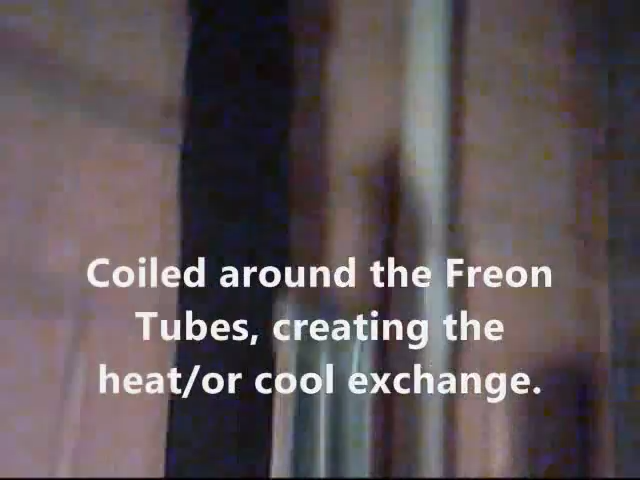 Coiled around the Freon
Tubes, creating the
heat/or cool exchange.